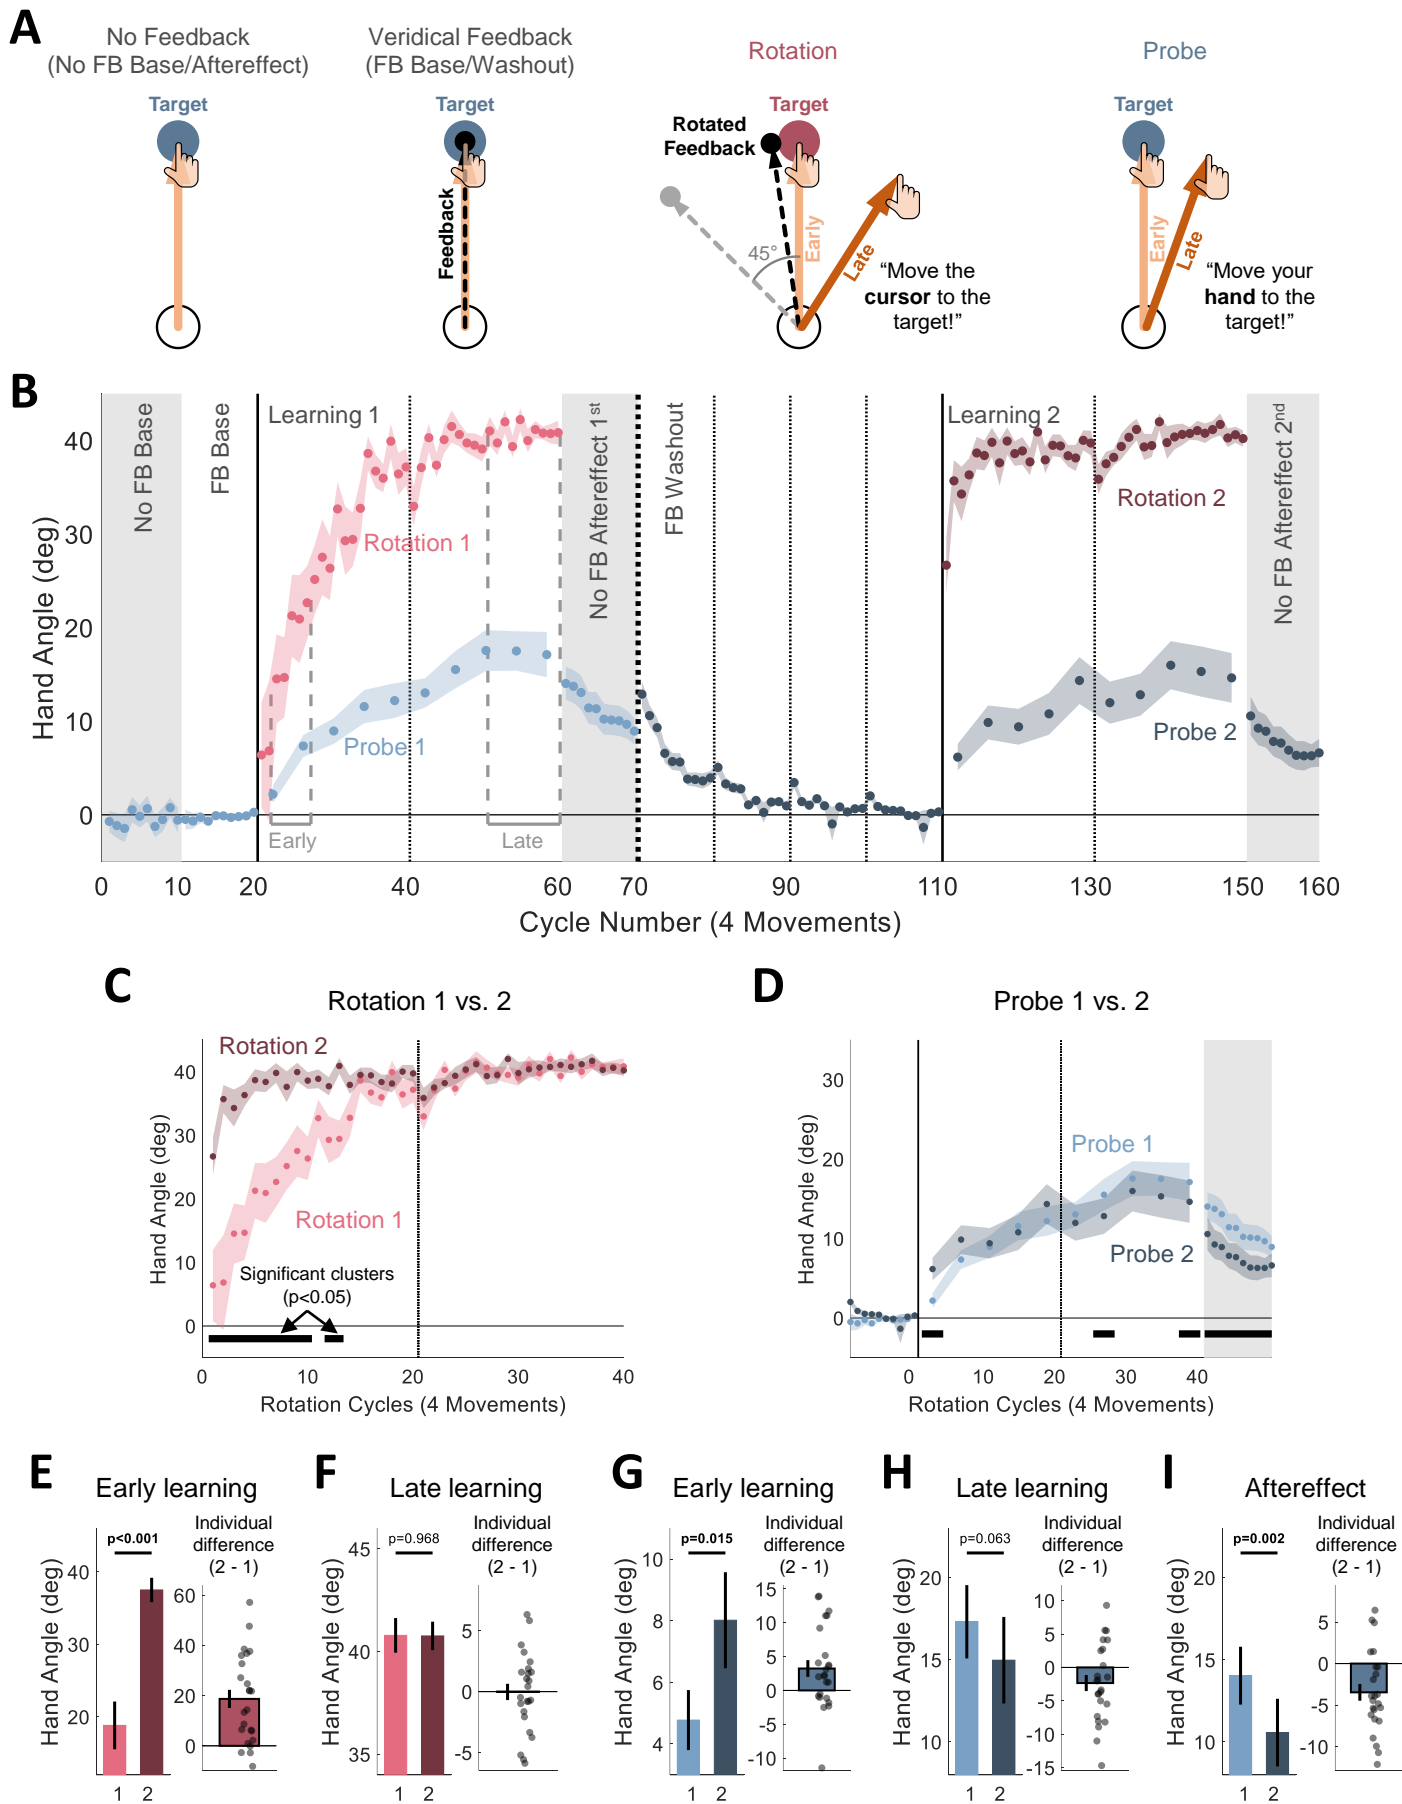 A
No Feedback
(No FB Base/Aftereffect)
Target
Veridical Feedback
(FB Base/Washout)
Target
Feedback
Rotation
Target
Rotated
Feedback
45°
Early
Late
“Move the
cursor to the
target!”
Probe
Target
Early
Late
“Move your
hand to the
target!”
B
Hand Angle (deg)
40
30
20
10
0
No FB Base
FB Base
Learning 1
Rotation 1
Probe 1
Early
Late
No FB Aftereffect 1st
FB Washout
Learning 2
Rotation 2
Probe 2
No FB Aftereffect 2nd
0 10 20 40 60 70 90 110 130 150 160
Cycle Number (4 Movements)
C
Rotation 1 vs. 2
Hand Angle (deg)
40
30
20
10
0
Rotation 2
Rotation 1
Significant clusters
(p<0.05)
0 10 20 30 40
Rotation Cycles (4 Movements)
D
Probe 1 vs. 2
Hand Angle (deg)
30
20
10
0
Probe 1
Probe 2
0 10 20 30 40
Rotation Cycles (4 Movements)
E
Early learning
Hand Angle (deg)
p<0.001
40
30
20
1 2
Individual
difference
(2 - 1)
60
40
20
0
F
Late learning
Hand Angle (deg)
p=0.968
45
40
35
1 2
Individual
difference
(2 - 1)
5
0
-5
G
Early learning
Hand Angle (deg)
p=0.015
10
8
6
4
1 2
Individual
difference
(2 - 1)
15
10
5
0
-5
-10
H
Late learning
Hand Angle (deg)
p=0.063
20
15
10
1 2
Individual
difference
(2 - 1)
10
5
0
-5
-10
-15
I
Aftereffect
Hand Angle (deg)
p=0.002
20
15
10
1 2
Individual
difference
(2 - 1)
5
0
-5
-10